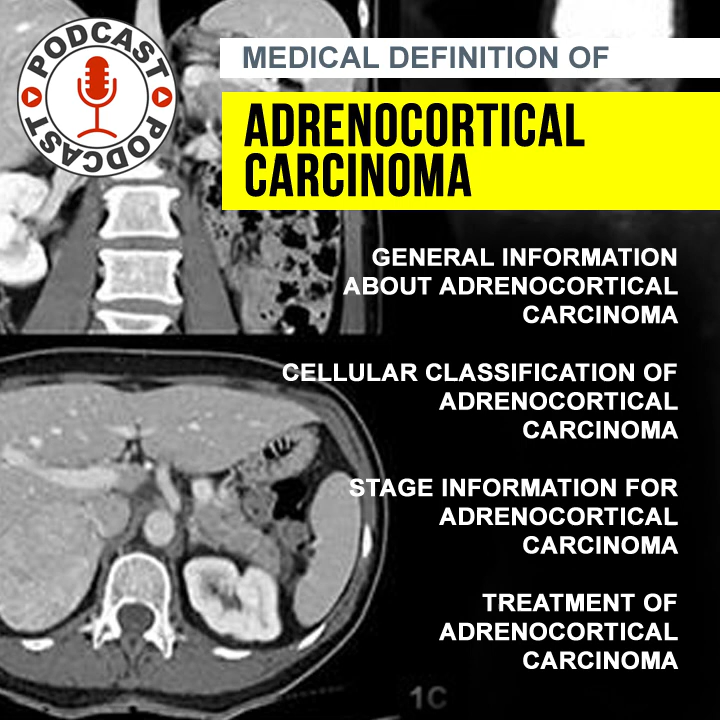 PODCAST
PODCAST
MEDICAL DEFINITION OF
ADRENOCORTICAL
CARCINOMA
GENERAL INFORMATION
ABOUT ADRENOCORTICAL
CARCINOMA
CELLULAR CLASSIFICATION OF
ADRENOCORTICAL
CARCINOMA
STAGE INFORMATION FOR
ADRENOCORTICAL
CARCINOMA
TREATMENT OF
ADRENOCORTICAL
CARCINOMA
1C